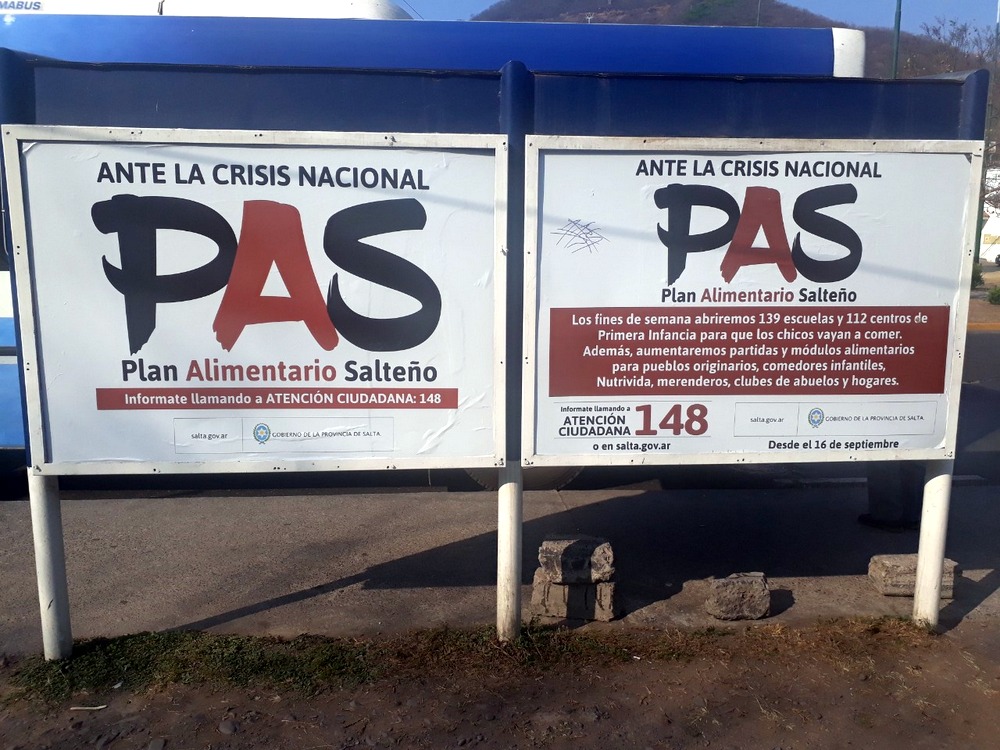 MABUS
ANTE LA CRISIS NACIONAL
PAS
Plan Alimentario Salteño
Informate llamando a ATENCIÓN CIUDADANA: 148
salta.gov.ar
GOBIERNO DE LA PROVINCIA DE SALTA.
ANTE LA CRISIS NACIONAL
PAS
Plan Alimentario Salteño
Los fines de semana abriremos 139 escuelas y 112 centros de
Primera Infancia para que los chicos vayan a comer.
Además, aumentaremos partidas y módulos alimentarios
para pueblos originarios, comedores infantiles,
Nutrivida, merenderos, clubes de abuelos y hogares.
Informate llamando a
ATENCIÓN
CIUDADANA
148
o en salta.gov.ar
salta.gov.ar
GOBIERNO DE LA PROVINCIA DE SALTA.
Desde el 16 de septiembre